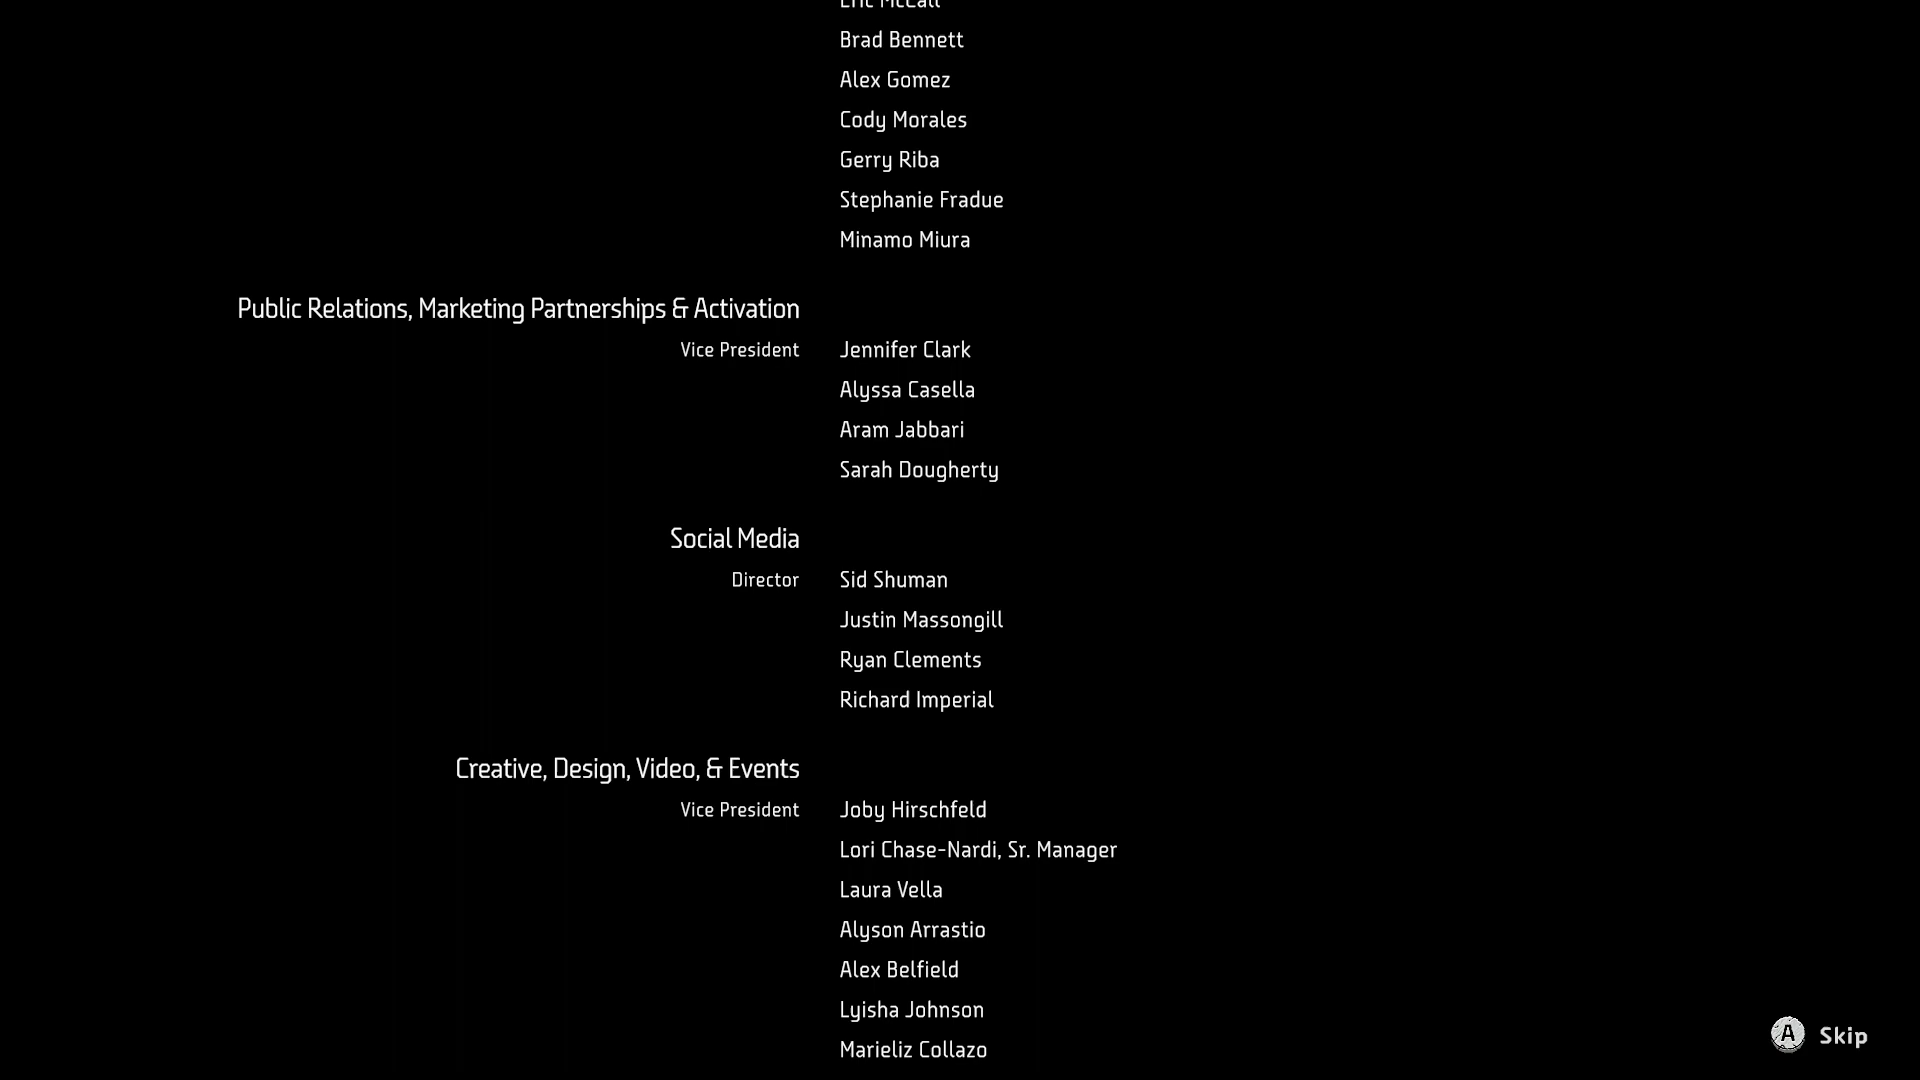 Eric McCall
Brad Bennett
Alex Gomez
Cody Morales
Gerry Riba
Stephanie Fradue
Minamo Miura
Public Relations, Marketing Partnerships & Activation
Vice President Jennifer Clark
Alyssa Casella
Aram Jabbari
Sarah Dougherty
Social Media
Director Sid Shuman
Justin Massongill
Ryan Clements
Richard Imperial
Creative, Design, Video, & Events
Vice President Joby Hirschfeld
Lori Chase-Nardi, Sr. Manager
Laura Vella
Alyson Arrastio
Alex Belfield
Lyisha Johnson
Marieliz Collazo
A Skip